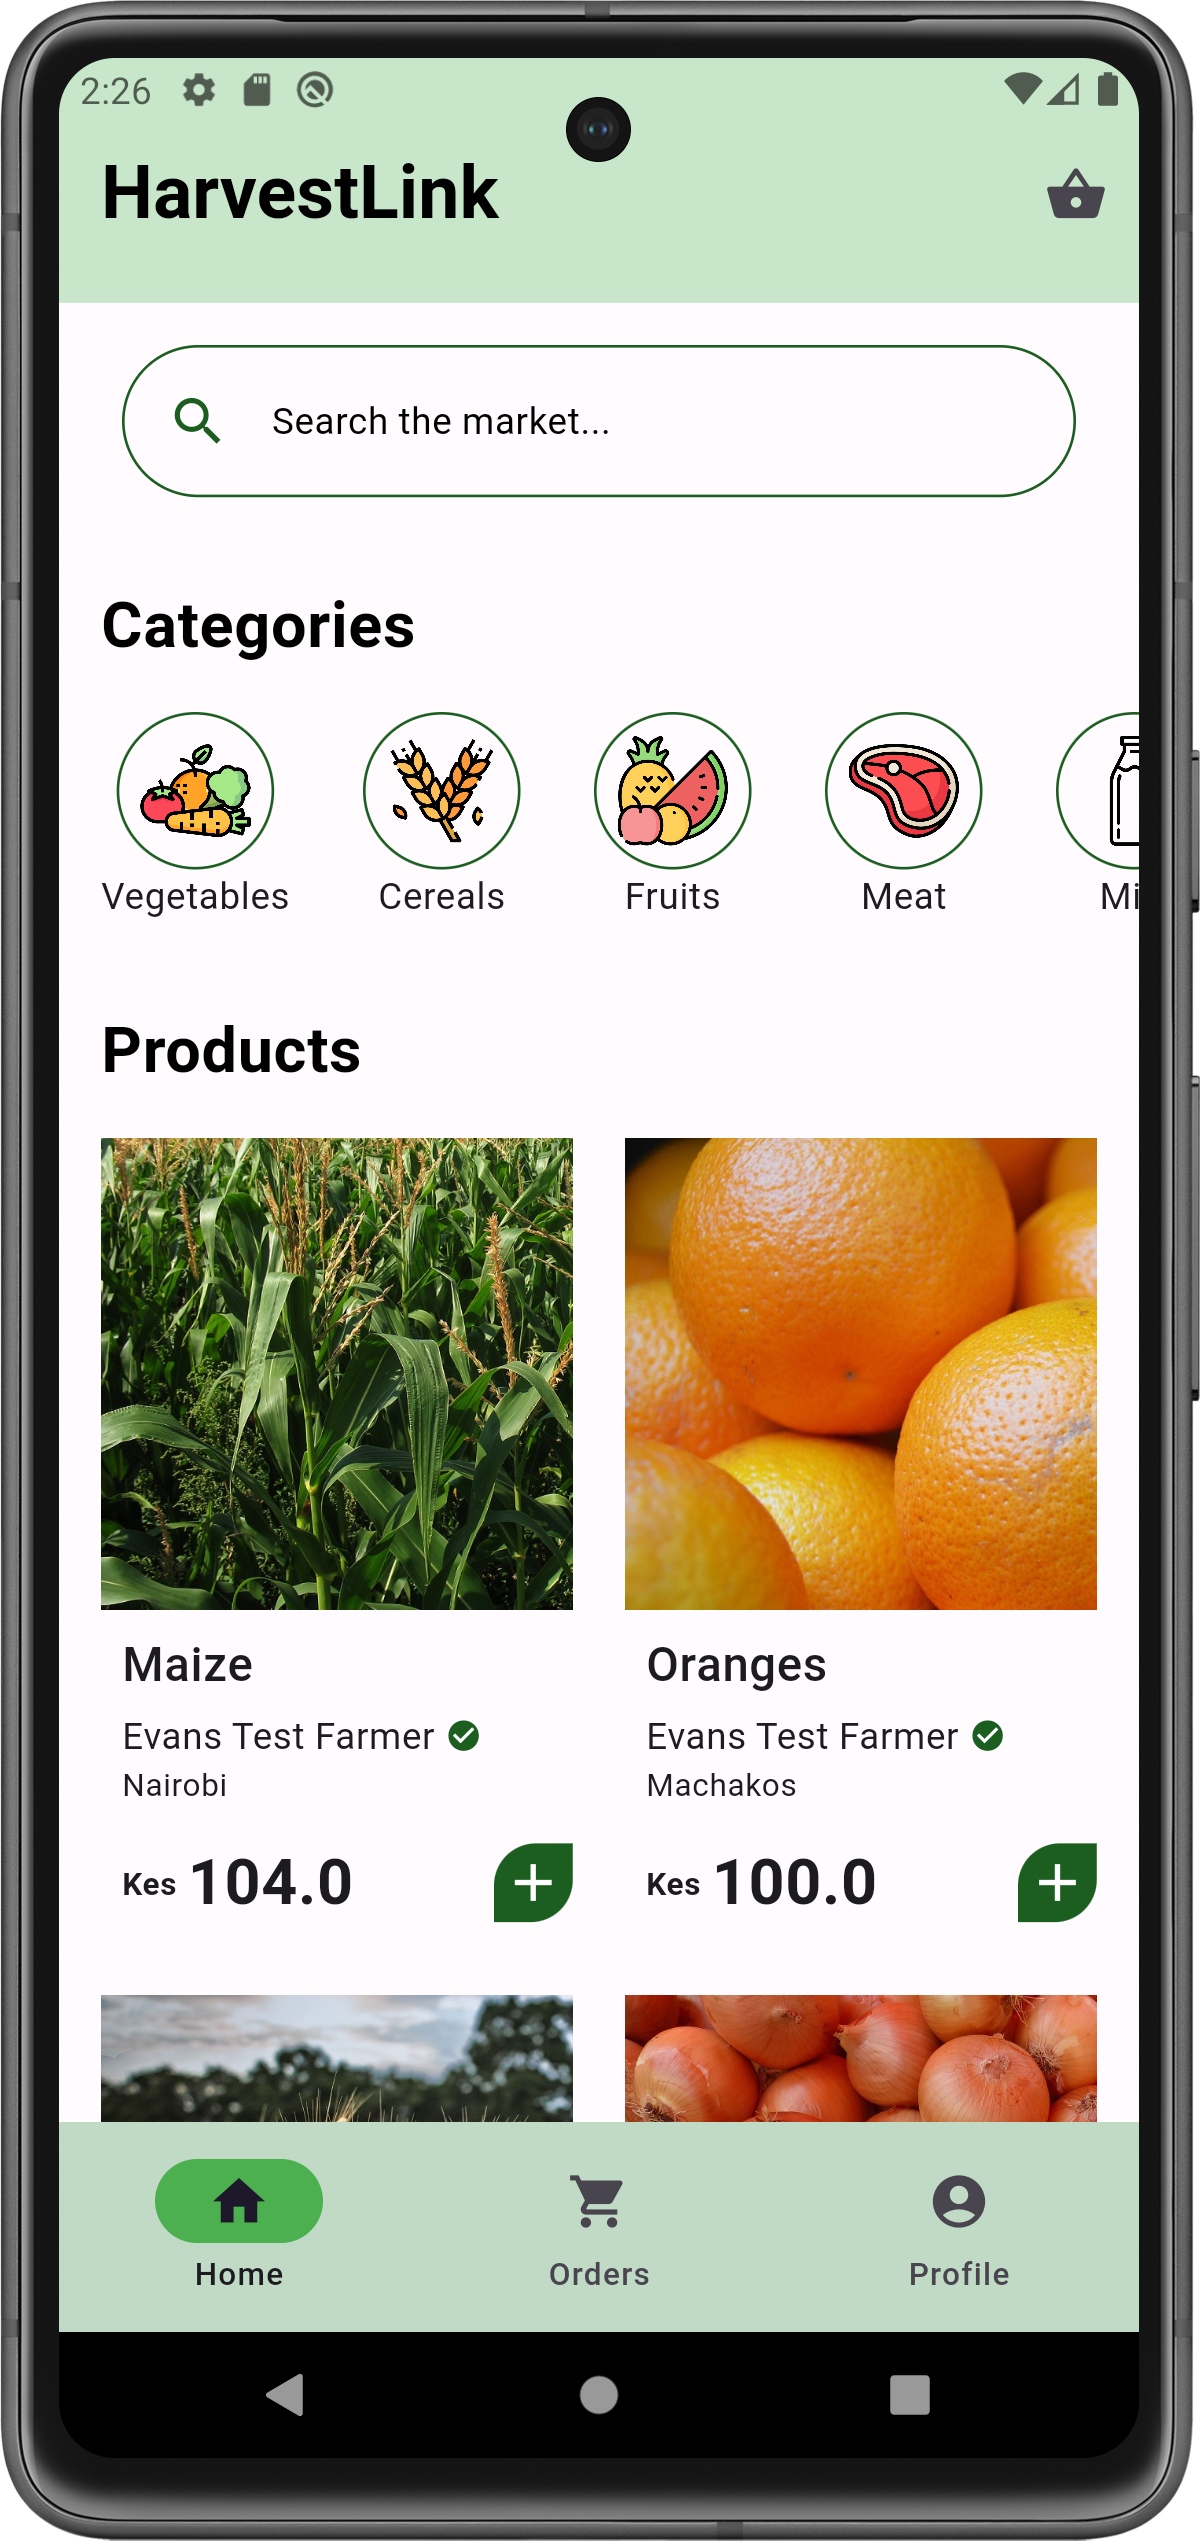 2:26
HarvestLink
Search the market...
Categories
Vegetables Cereals Fruits Meat Mi
Products
Maize Oranges
Evans Test Farmer Evans Test Farmer
Nairobi Machakos
Kes 104.0 Kes 100.0
Home Orders Profile